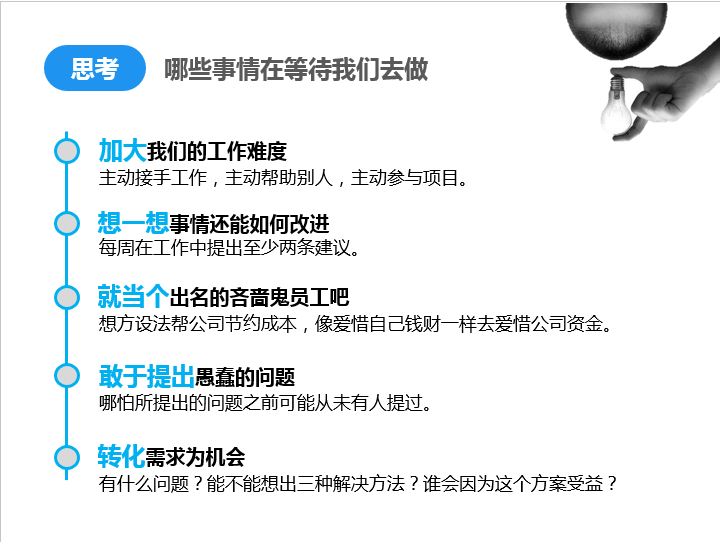 思考 哪些事情在等待我们去做
加大我们的工作难度
主动接手工作，主动帮助别人，主动参与项目。
想一想事情还能如何改进
每周在工作中提出至少两条建议。
就当个出名的吝啬鬼员工吧
想方设法帮公司节约成本，像爱惜自己钱财一样去爱惜公司资金。
敢于提出愚蠢的问题
哪怕所提出的问题之前可能从未有人提过。
转化需求为机会
有什么问题？能不能想出三种解决方法？谁会因为这个方案受益？